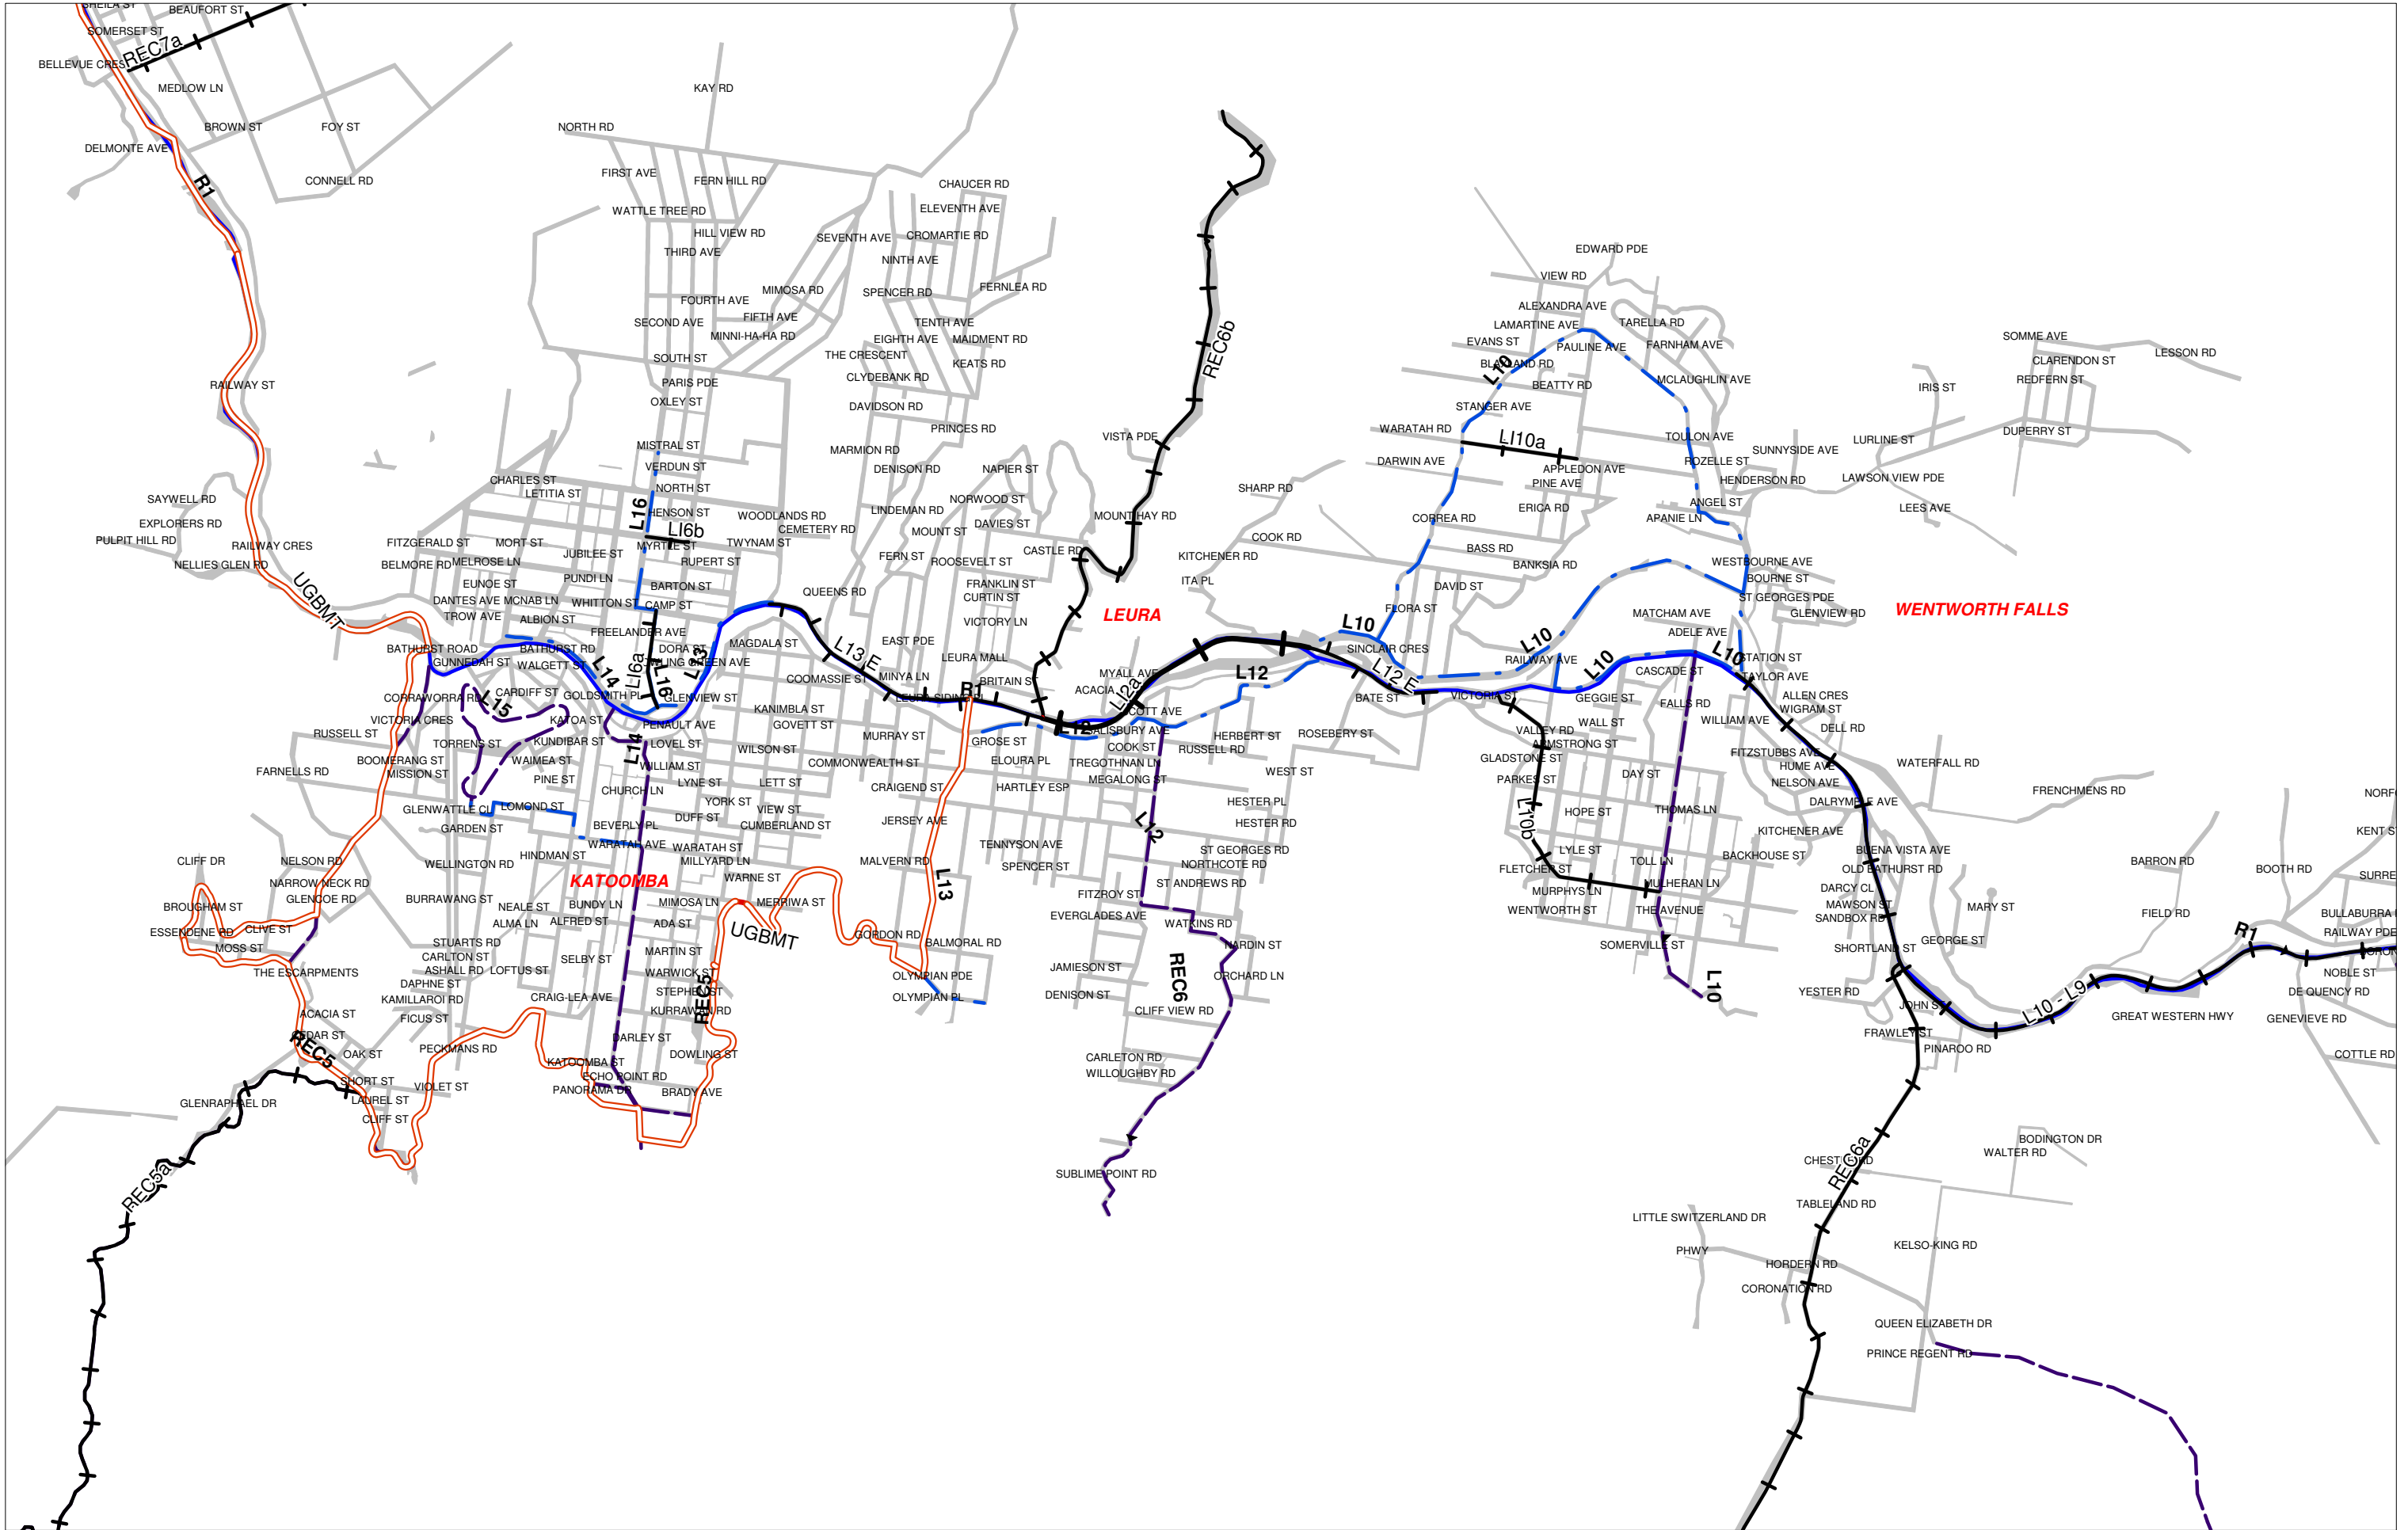 BEAUFORT ST
SOMERSET ST
REC7a
BELLEVUE CRES
MEDLOW LN
KAY RD
BROWN ST
FOY ST
NORTH RD
DELMONTE AVE
R1
CONNELL RD
FIRST AVE
FERN HILL RD
CHAUCER RD
WATTLE TREE RD
ELEVENTH AVE
HILL VIEW RD
SEVENTH AVE
CROMARTIE RD
THIRD AVE
NINTH AVE
EDWARD PDE
VIEW RD
MIMOSA RD
SPENCER RD
FERNLEA RD
FOURTH AVE
ALEXANDRA AVE
FIFTH AVE
SECOND AVE
TENTH AVE
LAMARTINE AVE
TARELLA RD
MINNI-HA-HA RD
EIGHTH AVE
MAIDMENT RD
REC6b
EVANS ST
PAULINE AVE
FARNHAM AVE
SOMME AVE
SOUTH ST
THE CRESCENT
KEATS RD
BLAXLAND RD
L10
CLARENDON ST
LESSON RD
PARIS PDE
CLYDEBANK RD
BEATTY RD
MCLAUGHLIN AVE
REDFERN ST
RAILWAY ST
IRIS ST
OXLEY ST
DAVIDSON RD
STANGER AVE
PRINCES RD
WARATAH RD
LI10a
VISTA PDE
TOULON AVE
LURLINE ST
DUPERRY ST
MISTRAL ST
MARMION RD
SUNNYSIDE AVE
VERDUN ST
DENISON RD
NAPIER ST
DARWIN AVE
APPLEDON AVE
ROZELLE ST
CHARLES ST
NORTH ST
SHARP RD
PINE AVE
HENDERSON RD
LAWSON VIEW PDE
LETITIA ST
SAYWELL RD
NORWOOD ST
ANGEL ST
L16
HENSON ST
WOODLANDS RD
LINDEMAN RD
ERICA RD
LEES AVE
EXPLORERS RD
CEMETERY RD
DAVIES ST
MOUNT HAY RD
CORREA RD
APANIE LN
LI6b
MOUNT ST
PULPIT HILL RD
RAILWAY CRES
FITZGERALD ST
MORT ST
MYRTLE ST
TWYNAM ST
COOK RD
JUBILEE ST
FERN ST
CASTLE RD
KITCHENER RD
BASS RD
NELLIES GLEN RD
BELMORE RD
MELROSE LN
RUPERT ST
ROOSEVELT ST
BANKSIA RD
WESTBOURNE AVE
UGBMT
EUNOE ST
PUNDI LN
BARTON ST
FRANKLIN ST
ITA PL
DAVID ST
BOURNE ST
DANTES AVE
MCNAB LN
WHITTON ST
CAMP ST
QUEENS RD
CURTIN ST
FLORA ST
ST GEORGES PDE
TROW AVE
ALBION ST
VICTORY LN
LEURA
MATCHAM AVE
GLENVIEW RD
WENTWORTH FALLS
FREELANDER AVE
MAGDALA ST
EAST PDE
L10
ADELE AVE
BATHURST ROAD
BATHURST RD
DORA ST
L13 E
L10
GUNNEDAH ST
WALGETT ST
L14
LI6a
L13
LEURA MALL
SINCLAIR CRES
RAILWAY AVE
L10
L10
STATION ST
CORRAWORRA RD
L15
CARDIFF ST
GOLDSMITH PL
L16
GLENVIEW ST
COOMASSIE ST
MINYA LN
R1
BRITAIN ST
MYALL AVE
L12
L12 E
CASCADE ST
TAYLOR AVE
LEURA SIDING PL
L12a
BATE ST
VICTORIA ST
GEGGIE ST
FALLS RD
ALLEN CRES
VICTORIA CRES
KATOA ST
PENAULT AVE
KANIMBLA ST
SCOTT AVE
WIGRAM ST
RUSSELL ST
GOVETT ST
L12
SALISBURY AVE
WALL ST
WILLIAM AVE
VALLEY RD
DELL RD
TORRENS ST
KUNDIBAR ST
L14
LOVEL ST
WILSON ST
MURRAY ST
GROSE ST
COOK ST
HERBERT ST
ROSEBERY ST
ARMSTRONG ST
FITZSTUBBS AVE
BOOMERANG ST
WAIMEA ST
WILLIAM ST
COMMONWEALTH ST
ELOURA PL
TREGOTHNAN LN
RUSSELL RD
GLADSTONE ST
HUME AVE
WATERFALL RD
FARNELLS RD
MISSION ST
PINE ST
LYNE ST
LETT ST
MEGALONG ST
WEST ST
PARKES ST
DAY ST
NELSON AVE
CHURCH LN
CRAIGEND ST
HARTLEY ESP
FRENCHMENS RD
GLENWATTLE CL
LOMOND ST
YORK ST
VIEW ST
HESTER PL
HOPE ST
THOMAS LN
DALRYMPLE AVE
GARDEN ST
BEVERLY PL
DUFF ST
CUMBERLAND ST
JERSEY AVE
L12
HESTER RD
KITCHENER AVE
KENT ST
NELSON RD
WELLINGTON RD
HINDMAN ST
WARATAH AVE
WARATAH ST
TENNYSON AVE
ST GEORGES RD
LYLE ST
BACKHOUSE ST
BUENA VISTA AVE
CLIFF DR
MILLYARD LN
MALVERN RD
SPENCER ST
NORTHCOTE RD
FLETCHER ST
TOLL LN
OLD BATHURST RD
BARRON RD
BOOTH RD
NARROW NECK RD
KATOOMBA
WARNE ST
L13
FITZROY ST
ST ANDREWS RD
MURPHYS LN
MULHERAN LN
DARCY CL
GLENCOE RD
BURRAWANG ST
NEALE ST
BUNDY LN
MIMOSA LN
MERRIWA ST
EVERGLADES AVE
WENTWORTH ST
THE AVENUE
MAWSON ST
MARY ST
BROUGHAM ST
ALMA LN
ALFRED ST
ADA ST
WATKINS RD
SANDBOX RD
FIELD RD
ESSENDENE RD
CLIVE ST
STUARTS RD
UGBMT
GORDON RD
BALMORAL RD
NARDIN ST
SOMERVILLE ST
GEORGE ST
R1
RAILWAY PDE
MOSS ST
CARLTON ST
SELBY ST
MARTIN ST
SHORTLAND ST
THE ESCARPMENTS
ASHALL RD
LOFTUS ST
WARWICK ST
OLYMPIAN PDE
JAMIESON ST
REC6
ORCHARD LN
L10
NOBLE ST
DAPHNE ST
REC5
STEPHEN ST
OLYMPIAN PL
DENISON ST
YESTER RD
JOHN ST
L10 - L9
DE QUENCY RD
KAMILLAROI RD
CRAIG-LEA AVE
KURRAWAN RD
CLIFF VIEW RD
GREAT WESTERN HWY
GENEVIEVE RD
ACACIA ST
FICUS ST
CEDAR ST
REC5
PECKMANS RD
DARLEY ST
FRAWLEY ST
PINAROO RD
OAK ST
KATOOMBA ST
DOWLING ST
CARLETON RD
COTTLE RD
SHORT ST
VIOLET ST
ECHO POINT RD
WILLOUGHBY RD
GLENRAPHAEL DR
LAUREL ST
PANORAMA DR
BRADY AVE
CLIFF ST
REC5a
SUBLIME POINT RD
REC6a
BODINGTON DR
WALTER RD
TABLELAND RD
LITTLE SWITZERLAND DR
PHWY
KELSO-KING RD
HORDERN RD
CORONATION RD
QUEEN ELIZABETH DR
PRINCE REGENT RD